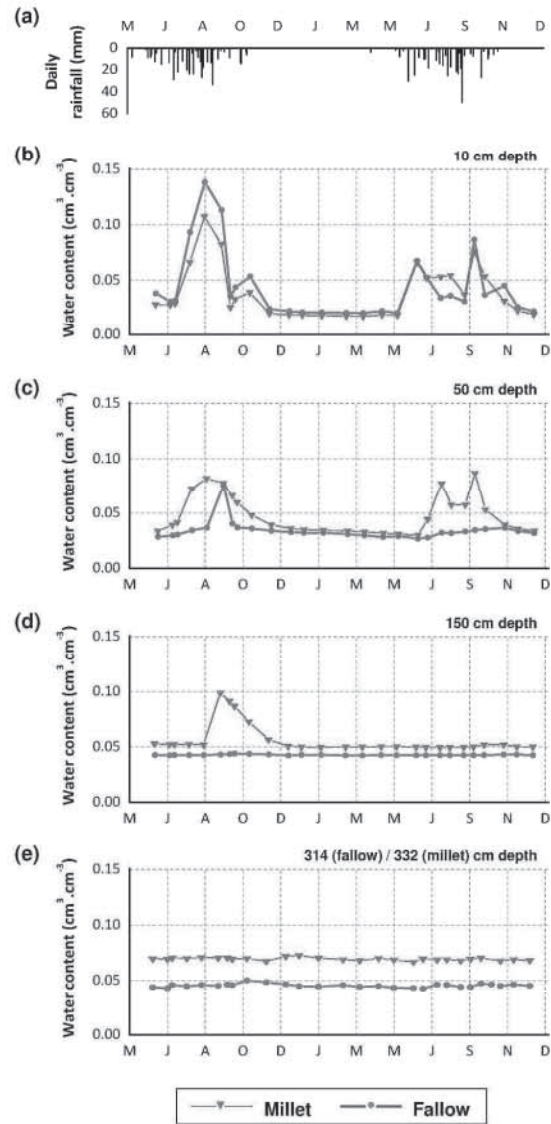 (a)
M J A O D J M M J S N D
Daily
rainfall (mm)
0
20
40
60
(b)
10 cm depth
Water content (cm³.cm⁻³)
0.15
0.10
0.05
0.00
M J A O D J M M J S N D
(c)
50 cm depth
Water content (cm³.cm⁻³)
0.15
0.10
0.05
0.00
M J A O D J M M J S N D
(d)
150 cm depth
Water content (cm³.cm⁻³)
0.15
0.10
0.05
0.00
M J A O D J M M J S N D
(e)
314 (fallow) / 332 (millet) cm depth
Water content (cm³.cm⁻³)
0.15
0.10
0.05
0.00
M J A O D J M M J S N D
Millet Fallow